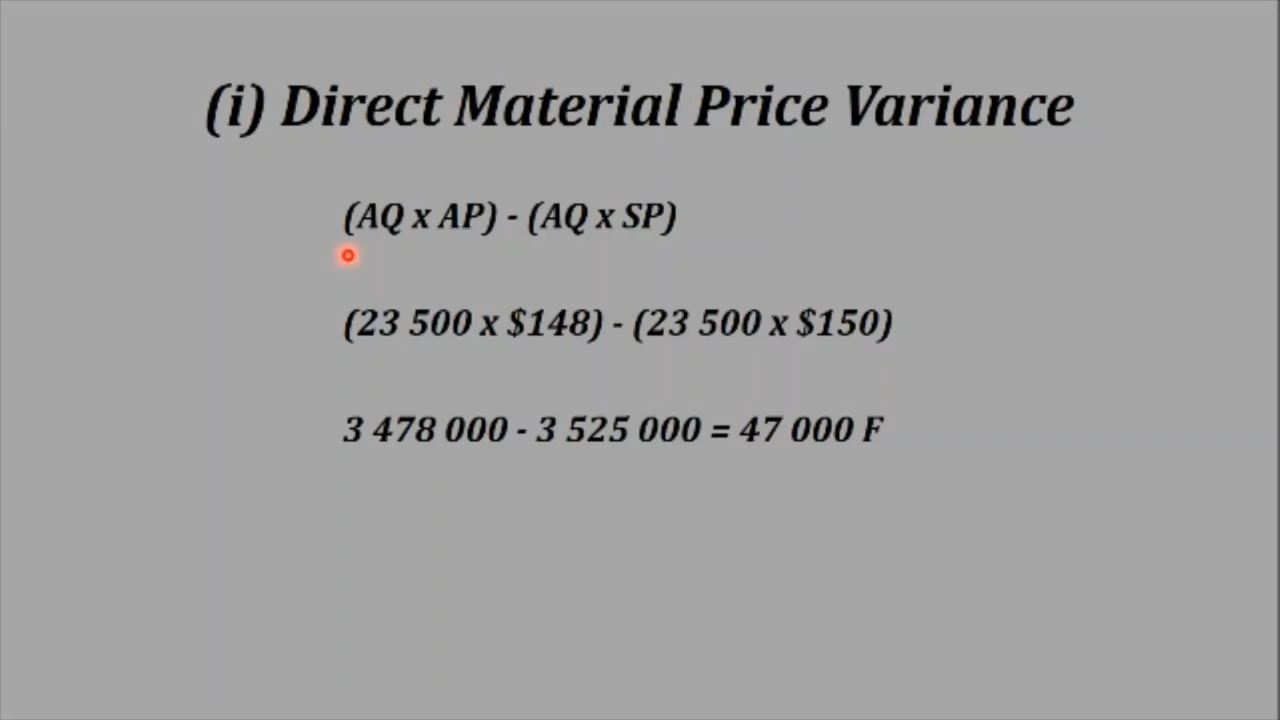 (i) Direct Material Price Variance
(AQ x AP) - (AQ x SP)
(23 500 x $148) - (23 500 x $150)
3 478 000 - 3 525 000 = 47 000 F